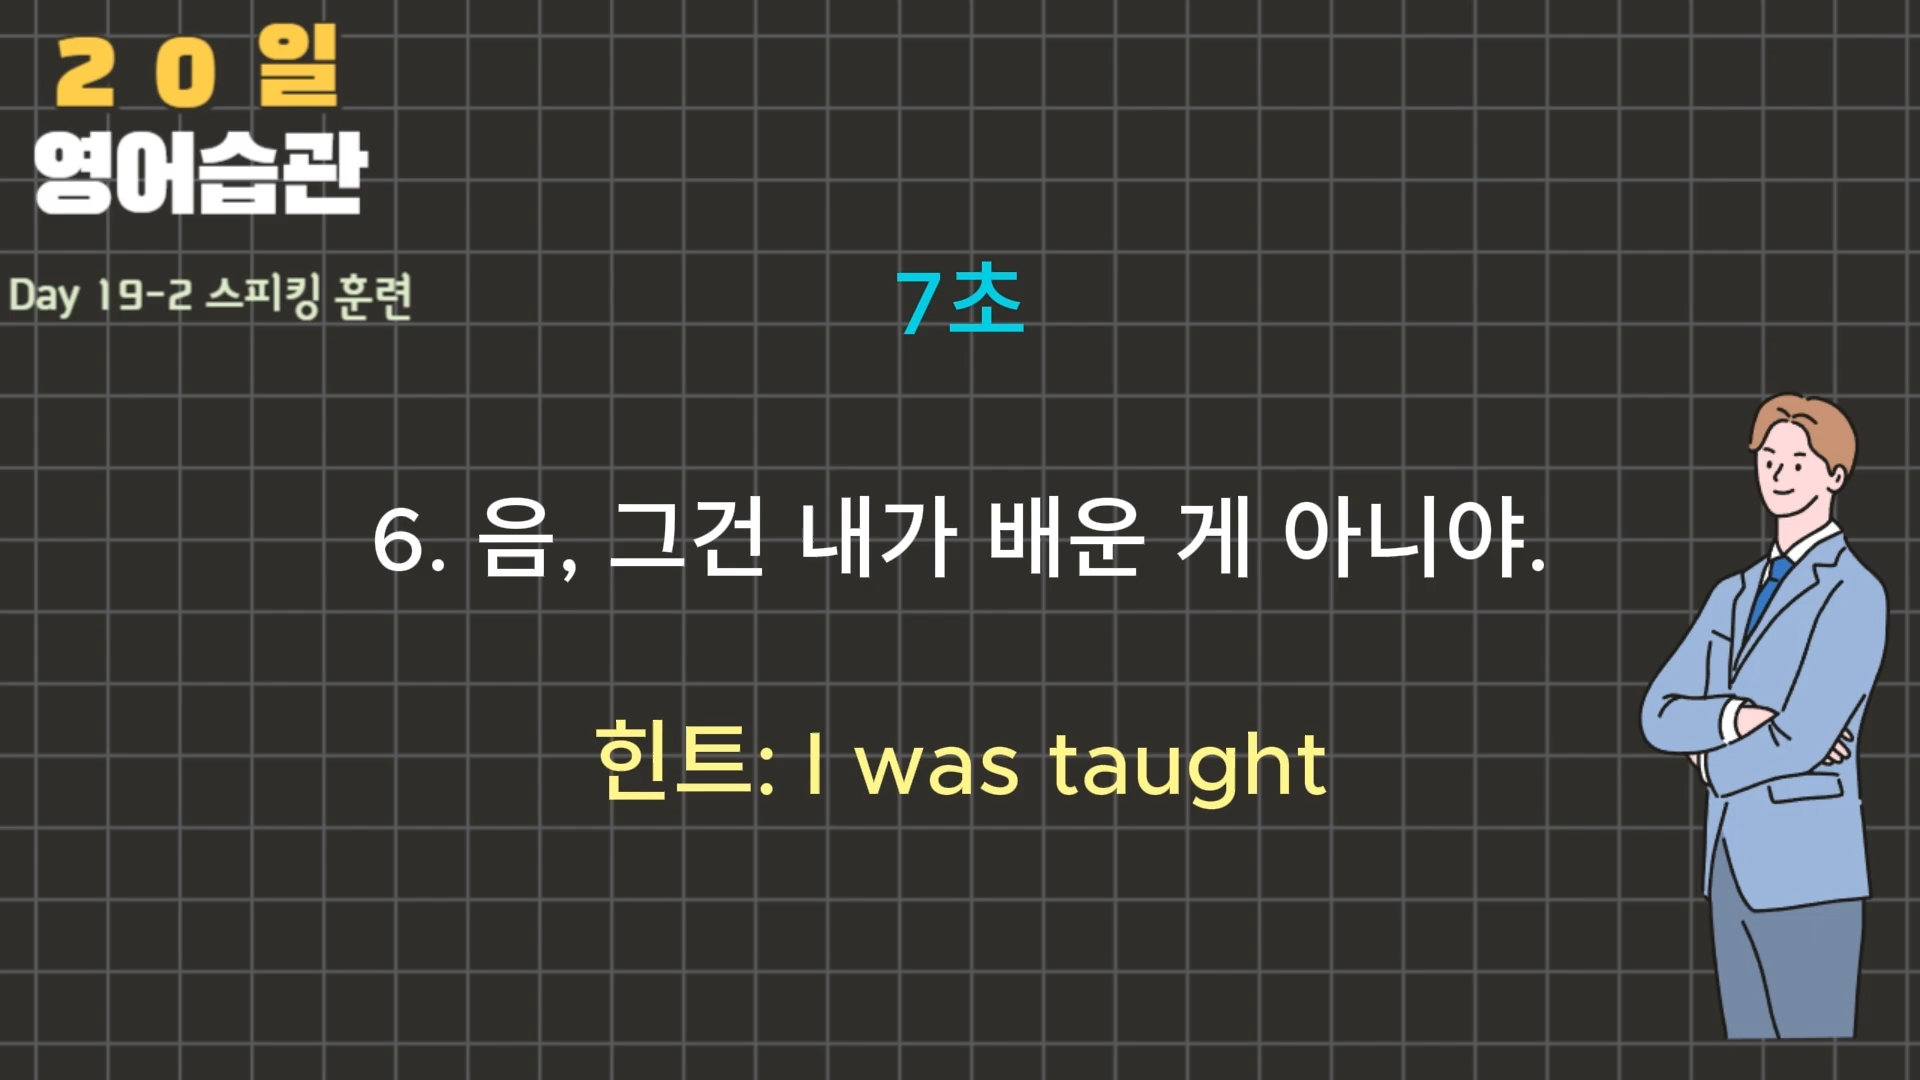 20일
영어습관
Day 19-2 스피킹 훈련
7초
6. 음, 그건 내가 배운 게 아니야.
힌트: I was taught